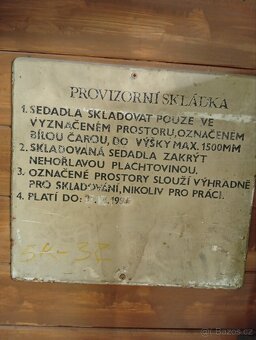 PROVIZORNÍ SKLÁDKA
1. SEDADLA SKLADOVAT POUZE VE
VYZNAČENÉM PROSTORU, OZNAČENÉM
BÍLOU ČAROU, DO VÝŠKY MAX. 1500MM
2. SKLADOVANÁ SEDADLA ZAKRÝT
NEHOŘLAVOU PLACHTOVINOU.
3. OZNAČENÉ PROSTORY SLOUŽÍ VÝHRADNĚ
PRO SKLADOVÁNÍ, NIKOLIV PRO PRÁCI.
4. PLATÍ DO:
© Bazos.cz